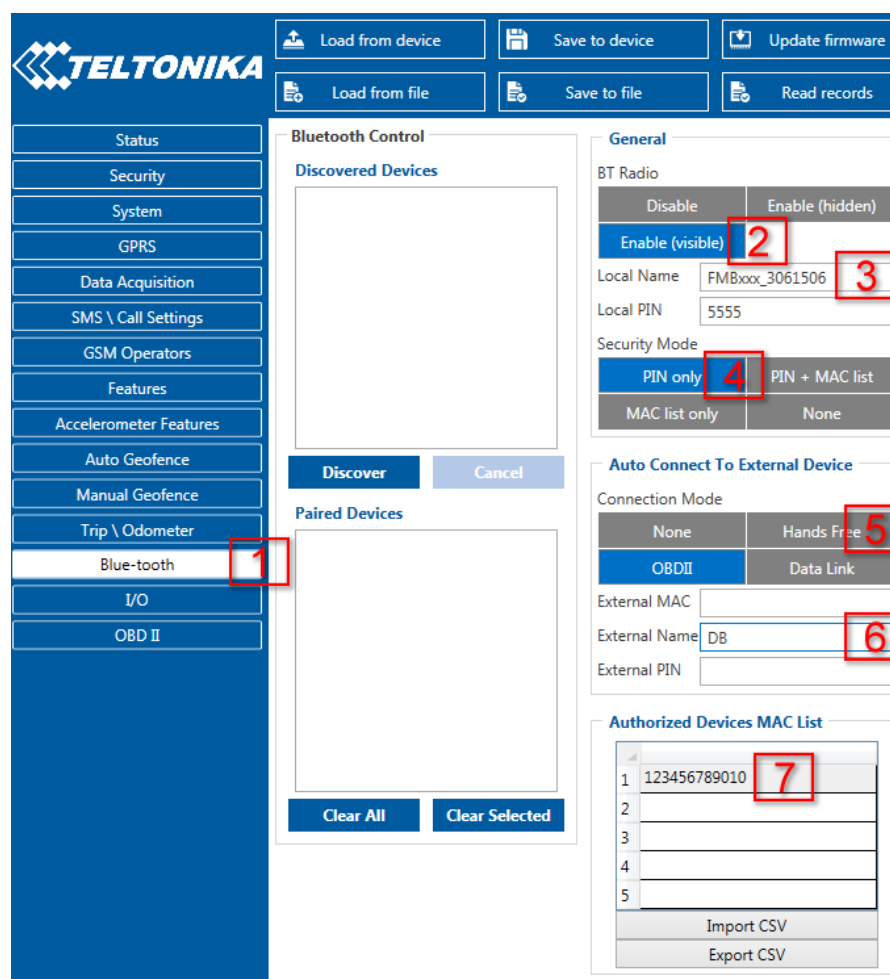 TELTONIKA
Load from device
Save to device
Update firmware
Load from file
Save to file
Read records
Status
Security
System
GPRS
Data Acquisition
SMS \ Call Settings
GSM Operators
Features
Accelerometer Features
Auto Geofence
Manual Geofence
Trip \ Odometer
Blue-tooth
1
I/O
OBD II
Bluetooth Control
Discovered Devices
Discover
Cancel
Paired Devices
Clear All
Clear Selected
General
BT Radio
Disable
Enable (hidden)
Enable (visible)
2
Local Name FMBxxx_3061506
3
Local PIN 5555
Security Mode
PIN only
4
PIN + MAC list
MAC list only
None
Auto Connect To External Device
Connection Mode
None
Hands Free
5
OBDII
Data Link
External MAC
External Name DB
6
External PIN
Authorized Devices MAC List
1 123456789010
7
2
3
4
5
Import CSV
Export CSV